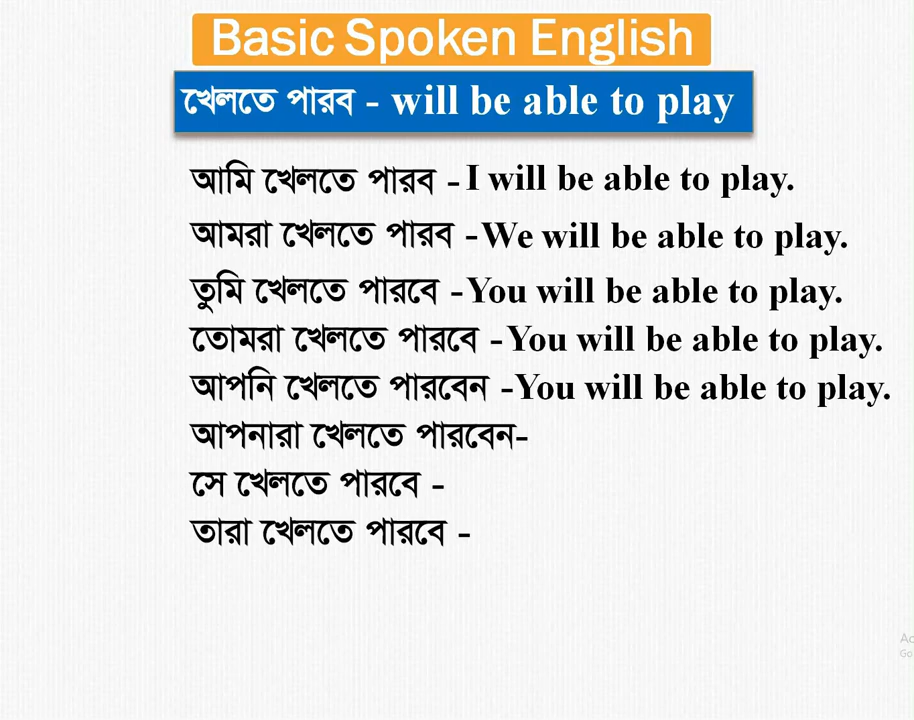 Basic Spoken English
খেলতে পারব - will be able to play
আমি খেলতে পারব - I will be able to play.
আমরা খেলতে পারব - We will be able to play.
তুমি খেলতে পারবে - You will be able to play.
তোমরা খেলতে পারবে - You will be able to play.
আপনি খেলতে পারবেন - You will be able to play.
আপনারা খেলতে পারবেন-
সে খেলতে পারবে -
তারা খেলতে পারবে -
Go